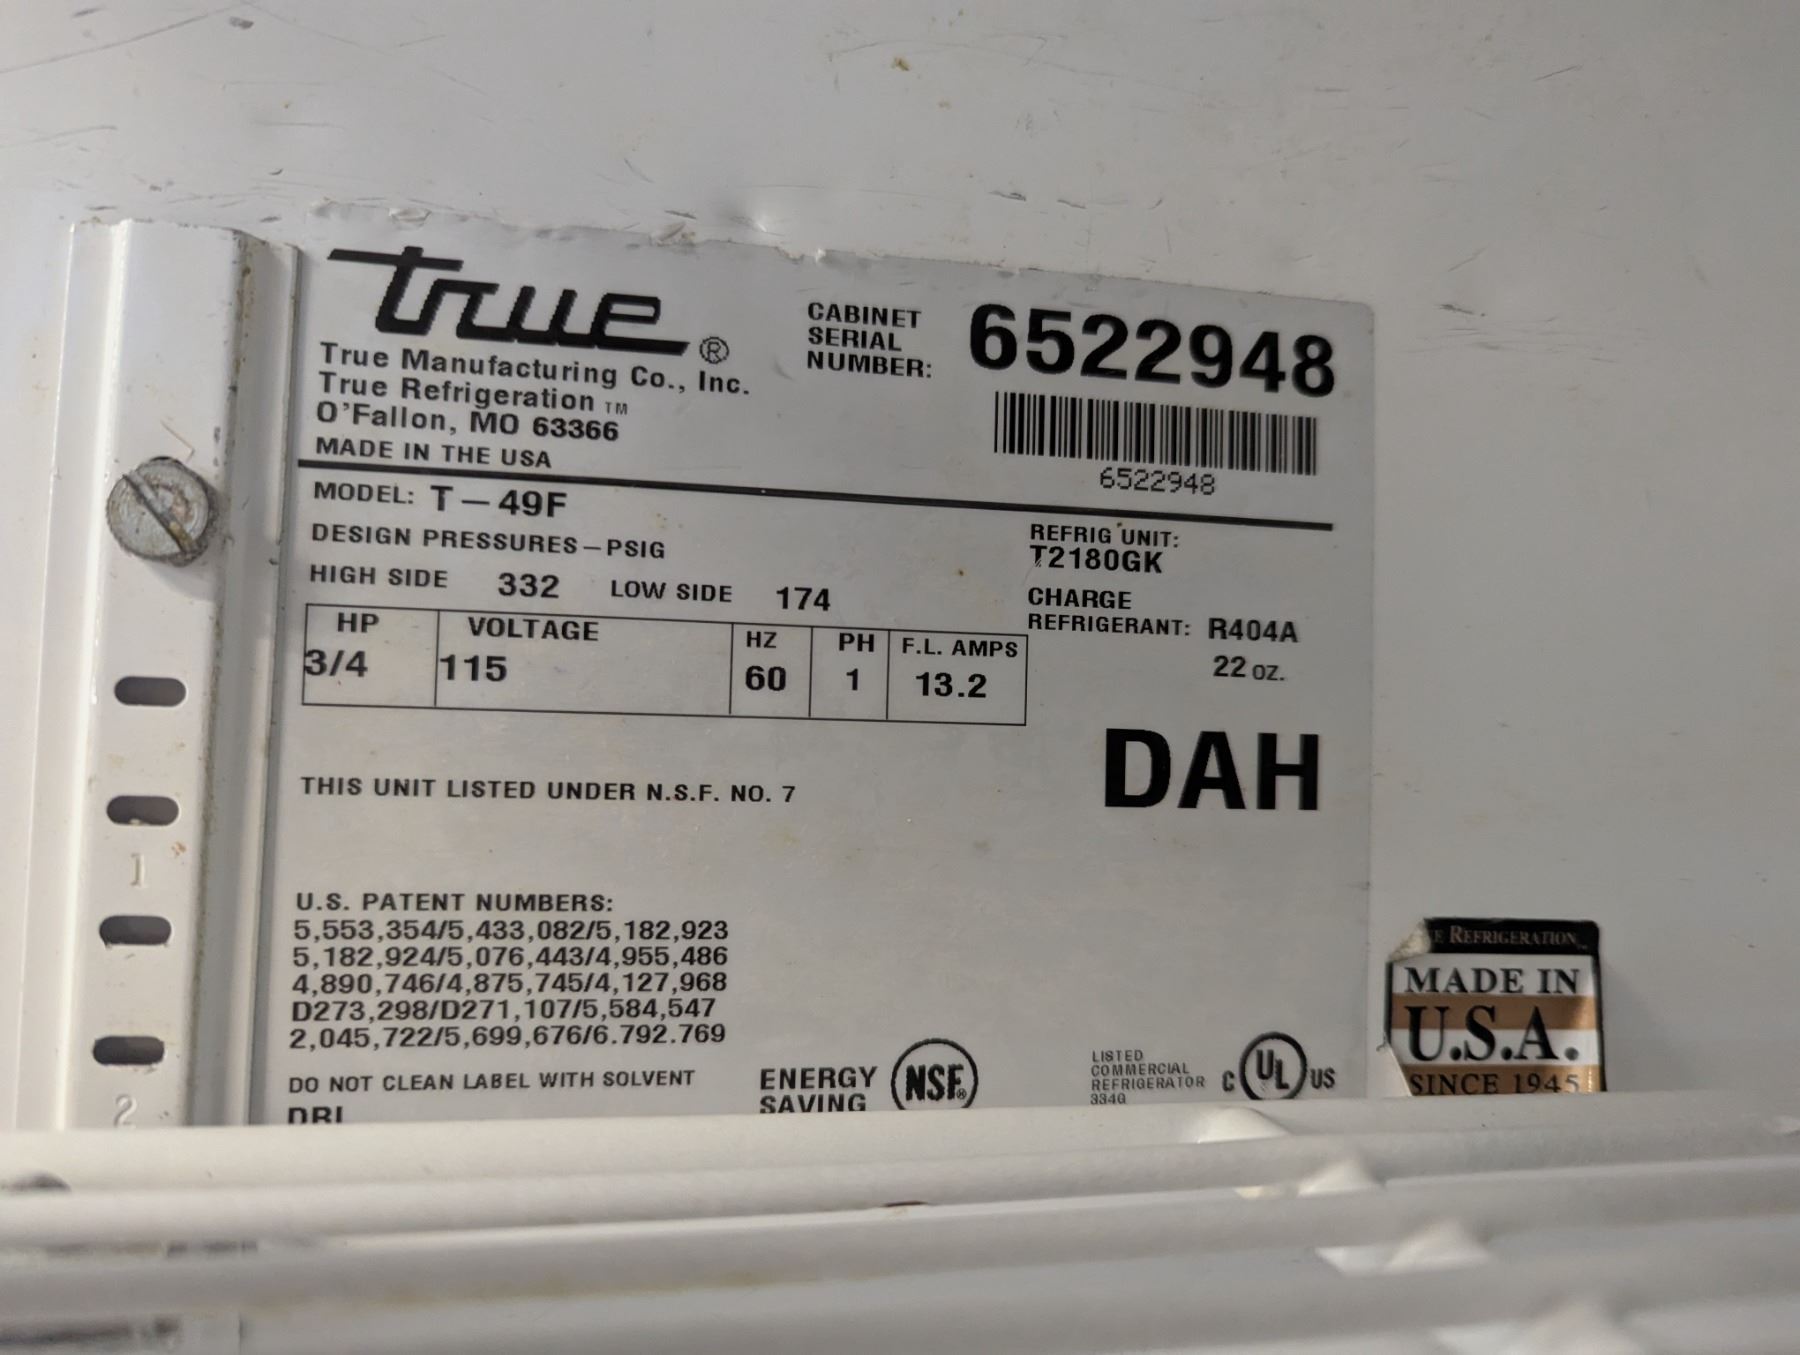 true®
True Manufacturing Co., Inc.
True Refrigeration TM
O'Fallon, MO 63366
MADE IN THE USA
CABINET
SERIAL
NUMBER: 6522948
6522948
MODEL: T-49F
DESIGN PRESSURES-PSIG
HIGH SIDE 332 LOW SIDE 174
REFRIG UNIT:
T2180GK
CHARGE
REFRIGERANT: R404A
22 OZ.
HP VOLTAGE HZ PH F.L. AMPS
3/4 115 60 1 13.2
DAH
THIS UNIT LISTED UNDER N.S.F. NO. 7
U.S. PATENT NUMBERS:
5,553,354/5,433,082/5,182,923
5,182,924/5,076,443/4,955,486
4,890,746/4,875,745/4,127,968
D273,298/D271,107/5,584,547
2,045,722/5,699,676/6.792.769
DO NOT CLEAN LABEL WITH SOLVENT
ENERGY
SAVING
NSF®
LISTED
COMMERCIAL
REFRIGERATOR
334G
C UL US
REFRIGERATION
MADE IN
U.S.A.
SINCE 1945
1
2